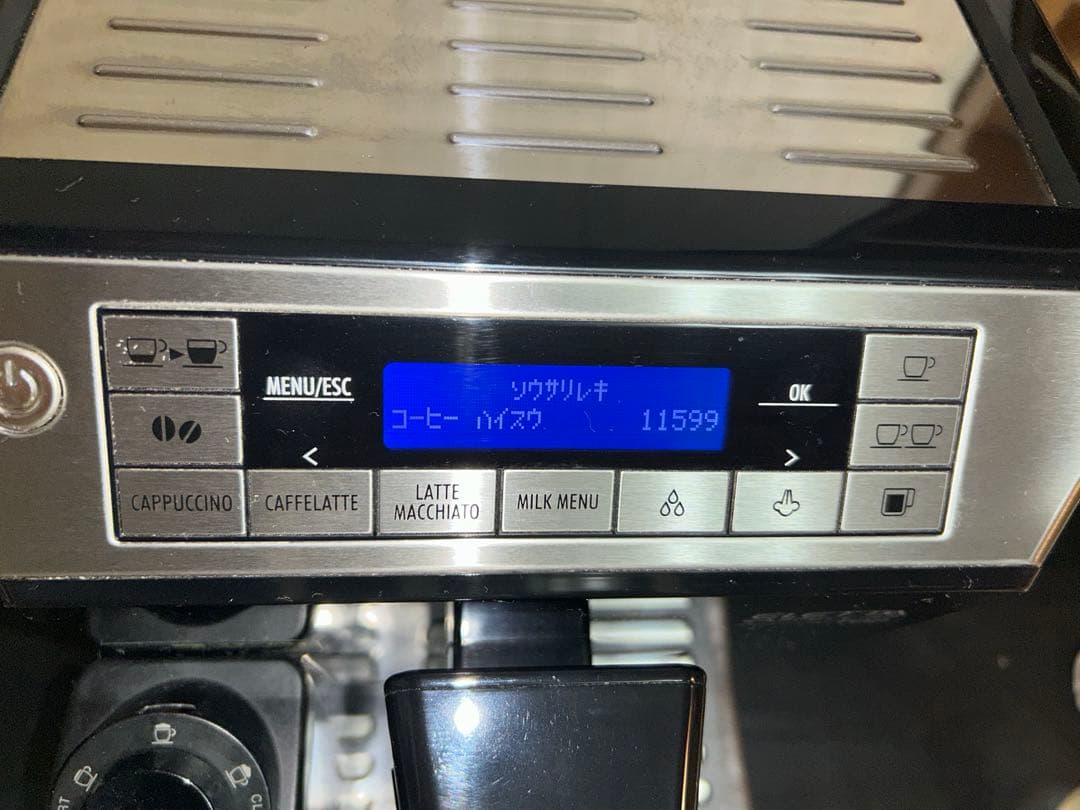 MENU/ESC
ソウサリレキ
コーヒー ハイスウ 11599
OK
<
>
CAPPUCCINO
CAFFELATTE
LATTE
MACCHIATO
MILK MENU